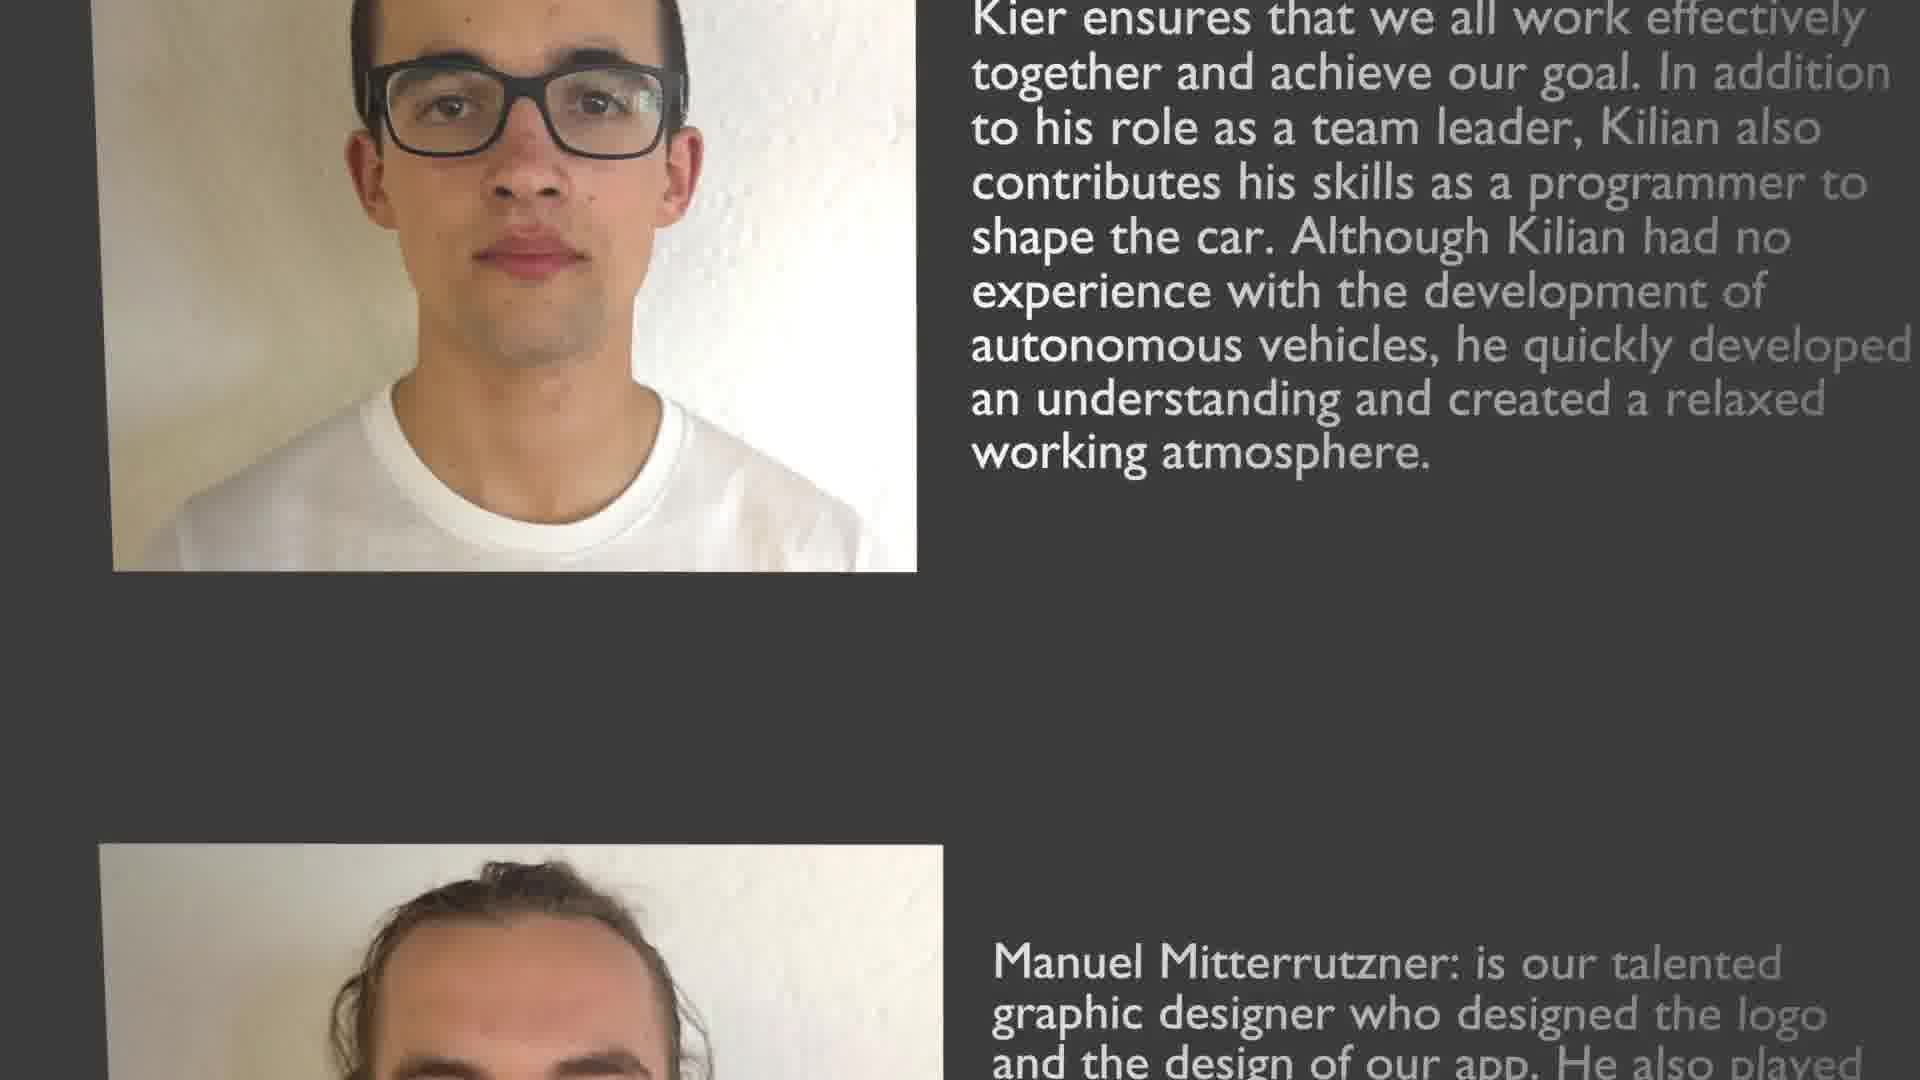 Kier ensures that we all work effectively
together and achieve our goal. In addition
to his role as a team leader, Kilian also
contributes his skills as a programmer to
shape the car. Although Kilian had no
experience with the development of
autonomous vehicles, he quickly developed
an understanding and created a relaxed
working atmosphere.
Manuel Mitterrutzner: is our talented
graphic designer who designed the logo
and the design of our app. He also played